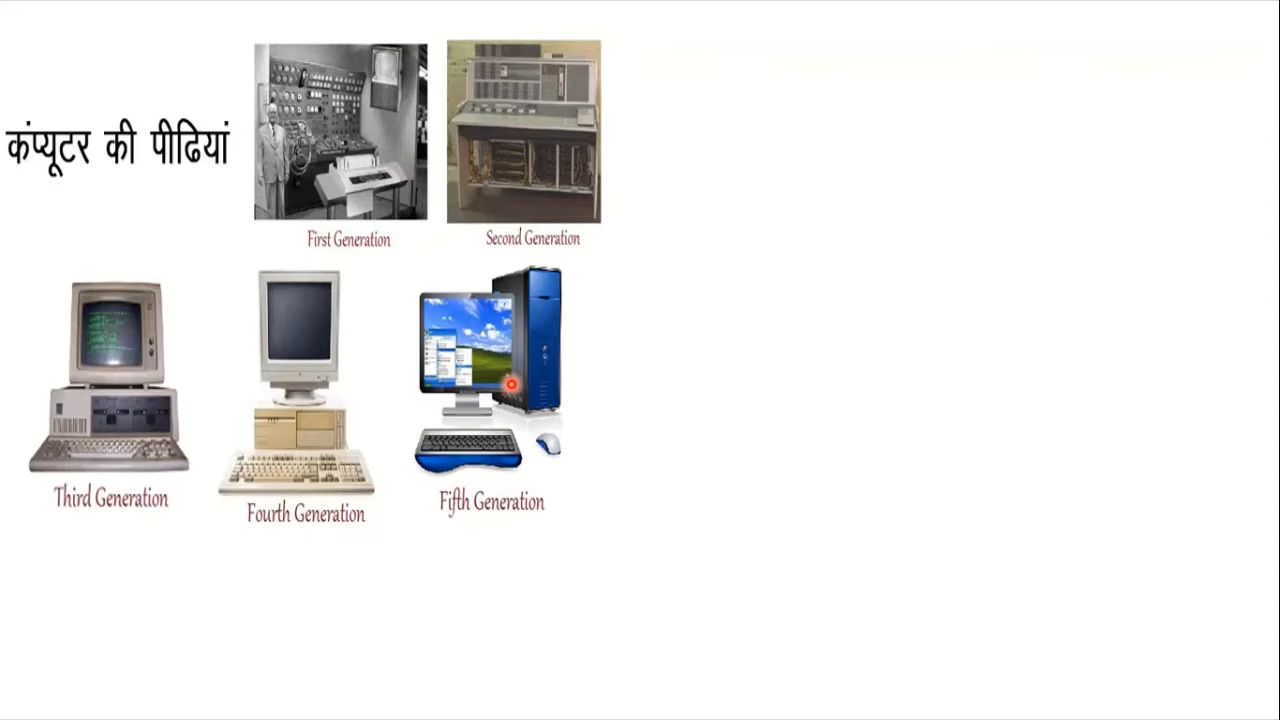 कंप्यूटर की पीढियां
First Generation
Second Generation
Third Generation
Fourth Generation
Fifth Generation